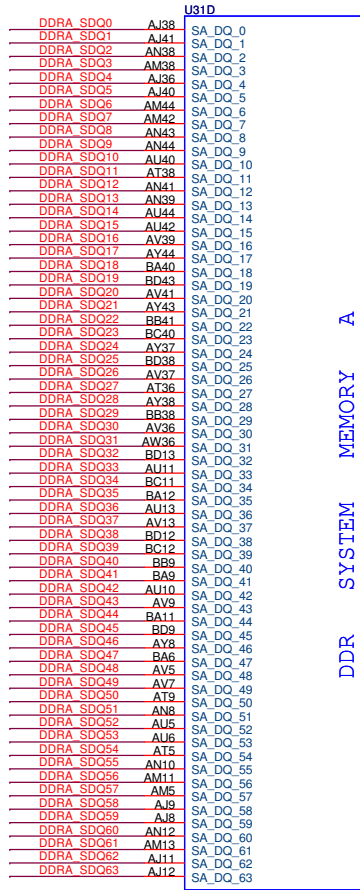 U31D
DDRA_SDQ0 AJ38 SA_DQ_0
DDRA_SDQ1 AJ41 SA_DQ_1
DDRA_SDQ2 AN38 SA_DQ_2
DDRA_SDQ3 AM38 SA_DQ_3
DDRA_SDQ4 AJ36 SA_DQ_4
DDRA_SDQ5 AJ40 SA_DQ_5
DDRA_SDQ6 AM44 SA_DQ_6
DDRA_SDQ7 AM42 SA_DQ_7
DDRA_SDQ8 AN43 SA_DQ_8
DDRA_SDQ9 AN44 SA_DQ_9
DDRA_SDQ10 AU40 SA_DQ_10
DDRA_SDQ11 AT38 SA_DQ_11
DDRA_SDQ12 AN41 SA_DQ_12
DDRA_SDQ13 AN39 SA_DQ_13
DDRA_SDQ14 AU44 SA_DQ_14
DDRA_SDQ15 AU42 SA_DQ_15
DDRA_SDQ16 AV39 SA_DQ_16
DDRA_SDQ17 AY44 SA_DQ_17
DDRA_SDQ18 BA40 SA_DQ_18
DDRA_SDQ19 BD43 SA_DQ_19
DDRA_SDQ20 AV41 SA_DQ_20
DDRA_SDQ21 AY43 SA_DQ_21
DDRA_SDQ22 BB41 SA_DQ_22
DDRA_SDQ23 BC40 SA_DQ_23
DDRA_SDQ24 AY37 SA_DQ_24
DDRA_SDQ25 BD38 SA_DQ_25
DDRA_SDQ26 AV37 SA_DQ_26
DDRA_SDQ27 AT36 SA_DQ_27
DDRA_SDQ28 AY38 SA_DQ_28
DDRA_SDQ29 BB38 SA_DQ_29
DDRA_SDQ30 AV36 SA_DQ_30
DDRA_SDQ31 AW36 SA_DQ_31
DDRA_SDQ32 BD13 SA_DQ_32
DDRA_SDQ33 AU11 SA_DQ_33
DDRA_SDQ34 BC11 SA_DQ_34
DDRA_SDQ35 BA12 SA_DQ_35
DDRA_SDQ36 AU13 SA_DQ_36
DDRA_SDQ37 AV13 SA_DQ_37
DDRA_SDQ38 BD12 SA_DQ_38
DDRA_SDQ39 BC12 SA_DQ_39
DDRA_SDQ40 BB9 SA_DQ_40
DDRA_SDQ41 BA9 SA_DQ_41
DDRA_SDQ42 AU10 SA_DQ_42
DDRA_SDQ43 AV9 SA_DQ_43
DDRA_SDQ44 BA11 SA_DQ_44
DDRA_SDQ45 BD9 SA_DQ_45
DDRA_SDQ46 AY8 SA_DQ_46
DDRA_SDQ47 BA6 SA_DQ_47
DDRA_SDQ48 AV5 SA_DQ_48
DDRA_SDQ49 AV7 SA_DQ_49
DDRA_SDQ50 AT9 SA_DQ_50
DDRA_SDQ51 AN8 SA_DQ_51
DDRA_SDQ52 AU5 SA_DQ_52
DDRA_SDQ53 AU6 SA_DQ_53
DDRA_SDQ54 AT5 SA_DQ_54
DDRA_SDQ55 AN10 SA_DQ_55
DDRA_SDQ56 AM11 SA_DQ_56
DDRA_SDQ57 AM5 SA_DQ_57
DDRA_SDQ58 AJ9 SA_DQ_58
DDRA_SDQ59 AJ8 SA_DQ_59
DDRA_SDQ60 AN12 SA_DQ_60
DDRA_SDQ61 AM13 SA_DQ_61
DDRA_SDQ62 AJ11 SA_DQ_62
DDRA_SDQ63 AJ12 SA_DQ_63
DDR SYSTEM MEMORY A